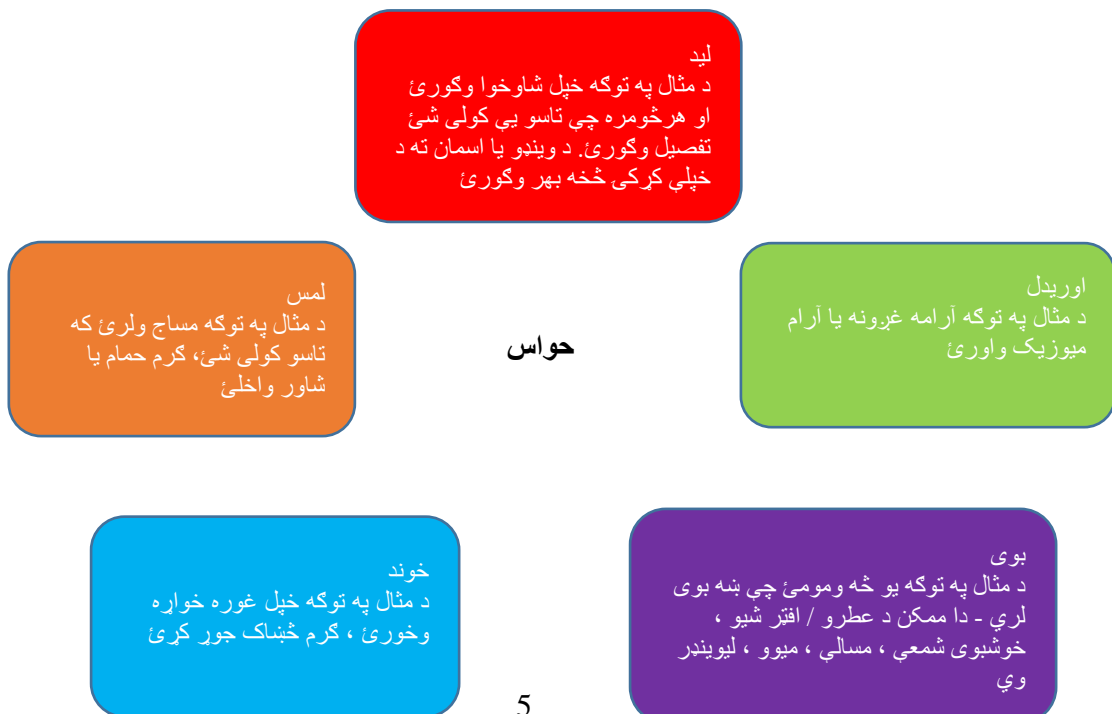 لید
د مثال په توګه خپل شاوخوا وګورئ
او هرڅومره چې تاسو یې کولی شئ
تفصیل وګورئ. د وینډو یا اسمان ته د
خپلې کړکۍ څخه بهر وګورئ
اوریدل
د مثال په توګه آرامه غږونه یا آرام
میوزیک واورئ
لمس
د مثال په توګه مساج ولرئ که
تاسو کولی شئ، ګرم حمام یا
شاور واخلئ
حواس
بوی
د مثال په توګه یو څه ومومئ چې ښه بوی
لري - دا ممکن د عطرو / افټر شیو ،
خوشبوی شمعې ، مسالې ، میوو ، لیوینډر
وي
خوند
د مثال په توګه خپل غوره خواړه
وخورئ ، ګرم څښاک جوړ کړئ
5